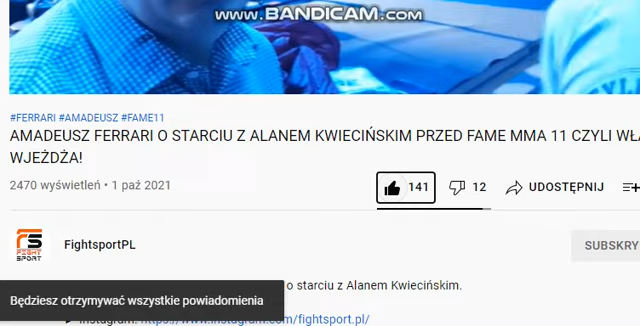 www.BANDICAM.com
#FERRARI #AMADEUSZ #FAME11
AMADEUSZ FERRARI O STARCIU Z ALANEM KWIECIŃSKIM PRZED FAME MMA 11 CZYLI WŁA
WJEŻDŻA!
2470 wyświetleń • 1 paź 2021
141 12 UDOSTĘPNIJ
FS FIGHT SPORT
FightsportPL
SUBSKRY
o starciu z Alanem Kwiecińskim.
Będziesz otrzymywać wszystkie powiadomienia
► Instagram: https://www.instagram.com/fightsport.pl/